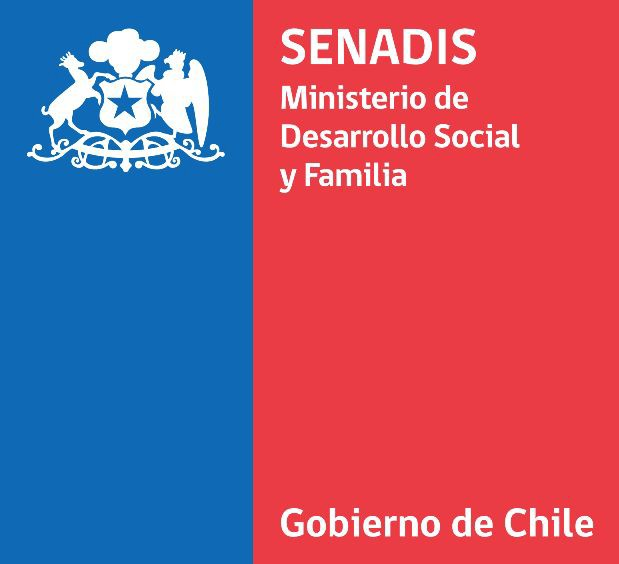 SENADIS
Ministerio de
Desarrollo Social
y Familia
Gobierno de Chile